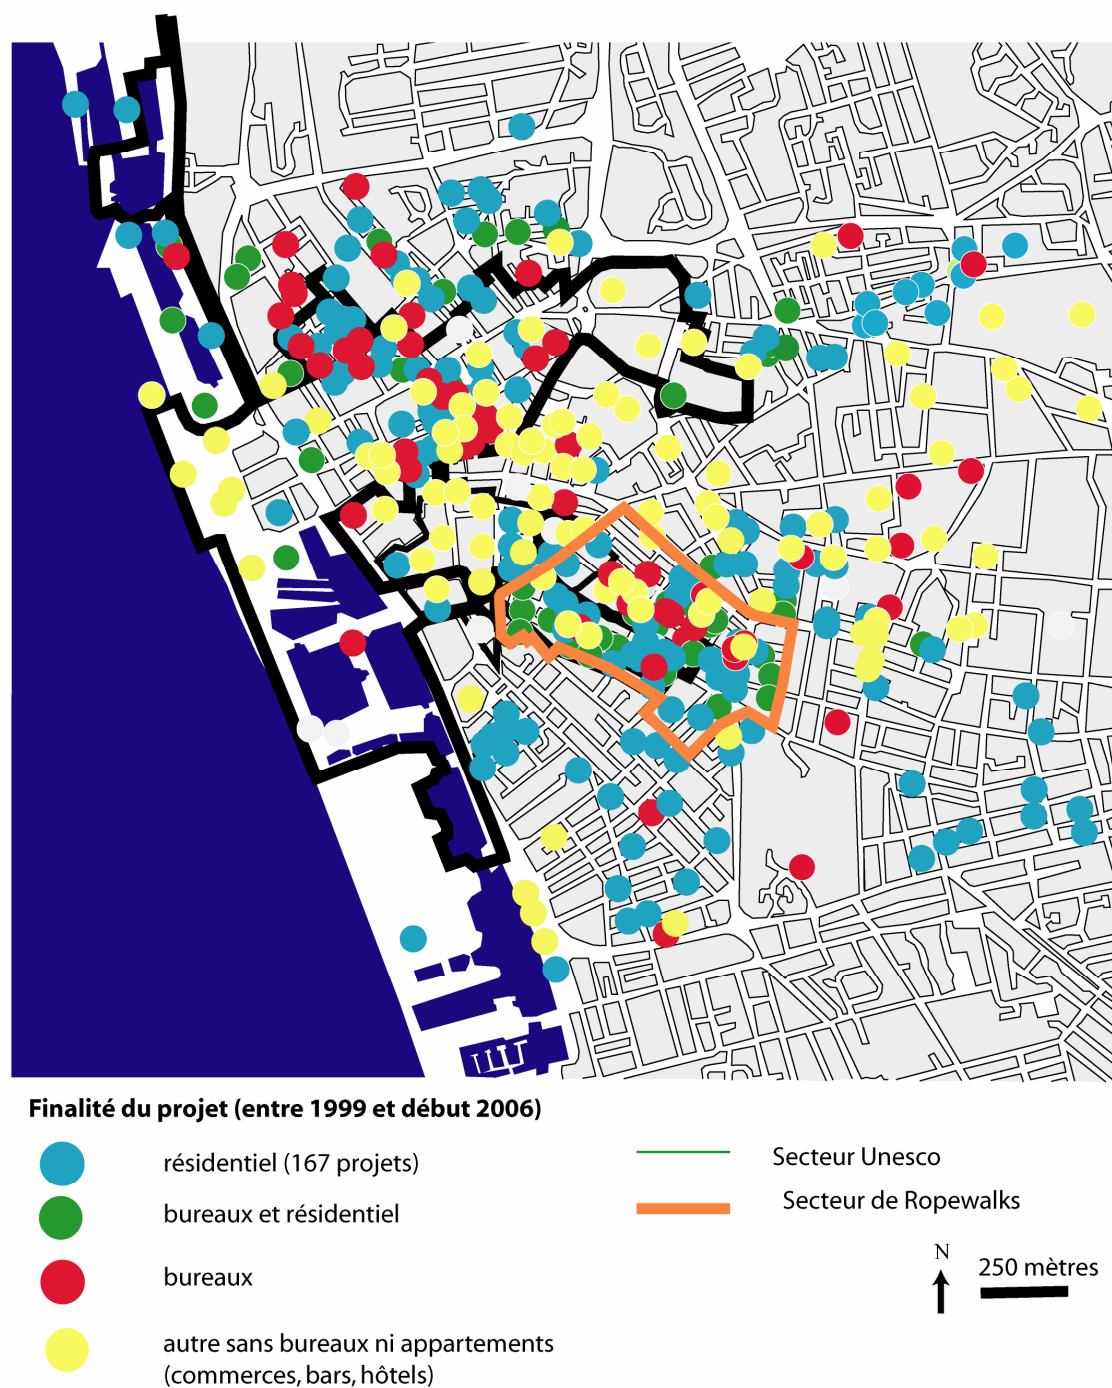 Finalité du projet (entre 1999 et début 2006)
résidentiel (167 projets)
bureaux et résidentiel
bureaux
autre sans bureaux ni appartements
(commerces, bars, hôtels)
Secteur Unesco
Secteur de Ropewalks
N
250 mètres